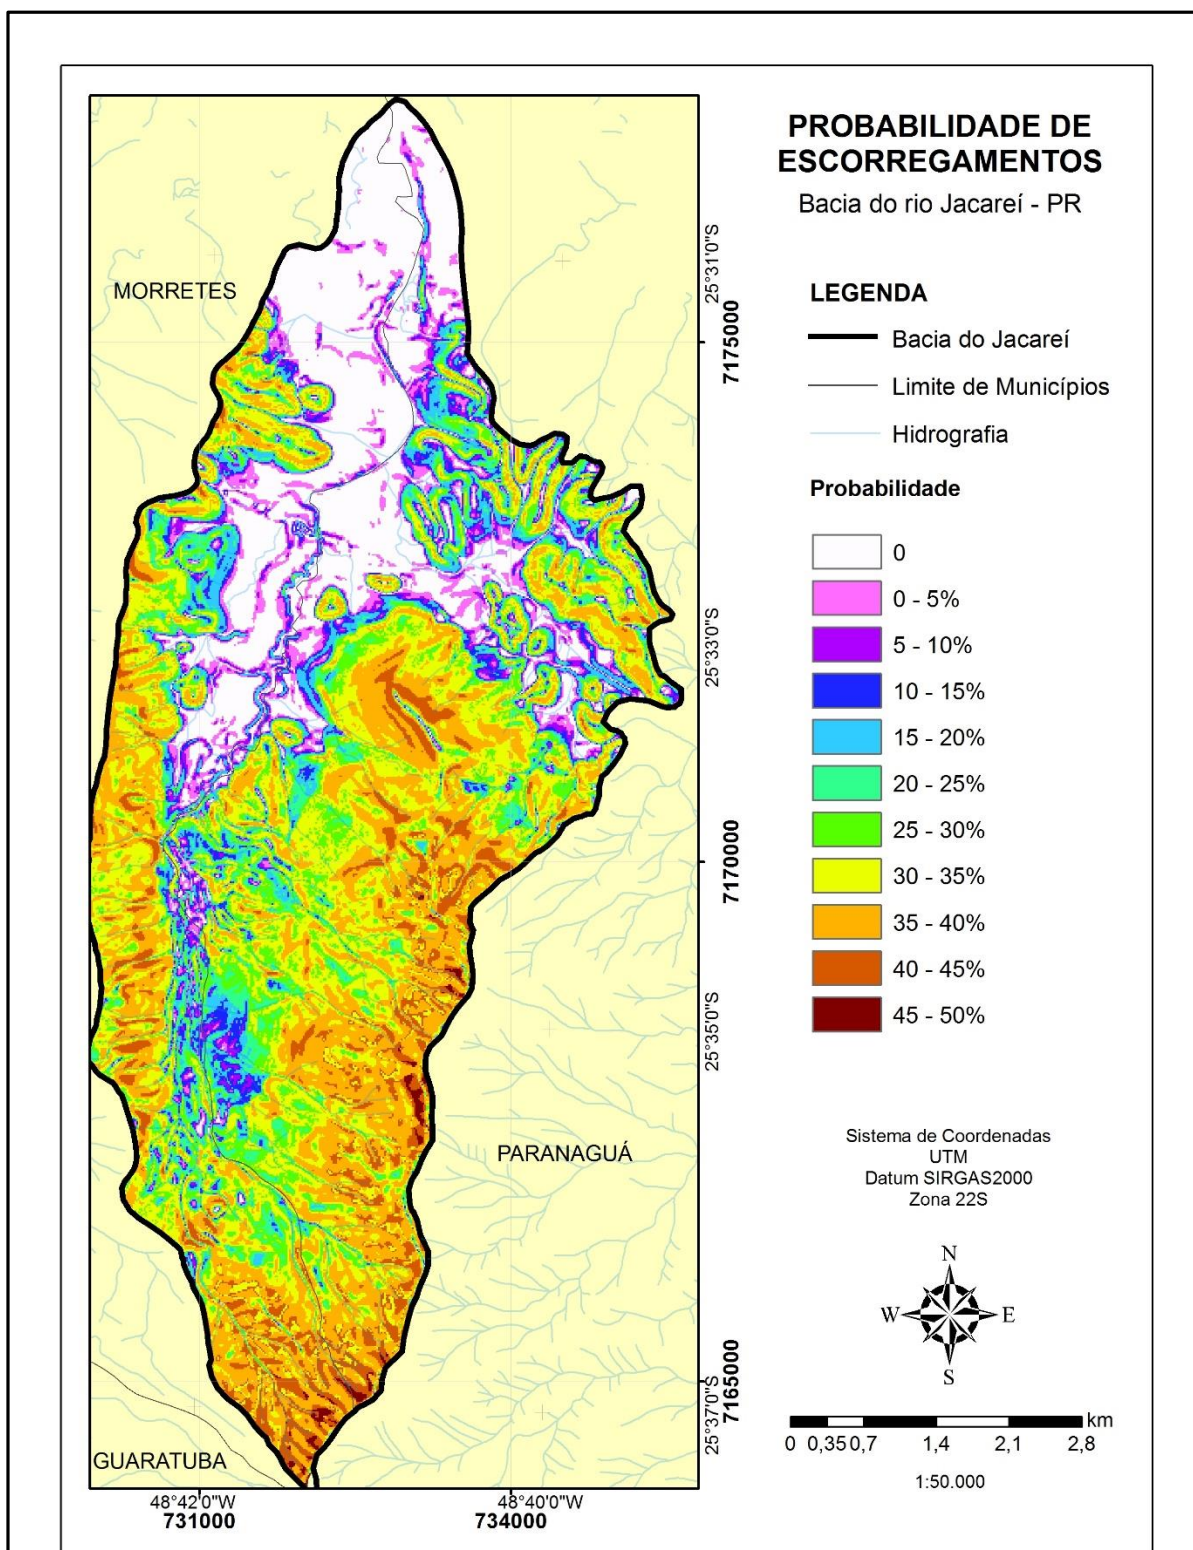 PROBABILIDADE DE
ESCORREGAMENTOS
Bacia do rio Jacareí - PR
LEGENDA
Bacia do Jacareí
Limite de Municípios
Hidrografia
Probabilidade
0
0 - 5%
5 - 10%
10 - 15%
15 - 20%
20 - 25%
25 - 30%
30 - 35%
35 - 40%
40 - 45%
45 - 50%
Sistema de Coordenadas
UTM
Datum SIRGAS2000
Zona 22S
N
W
E
S
km
0 0,35 0,7 1,4 2,1 2,8
1:50.000
MORRETES
PARANAGUÁ
GUARATUBA
25°31'0"S
7175000
25°33'0"S
7170000
25°35'0"S
7165000
25°37'0"S
48°42'0"W
731000
48°40'0"W
734000